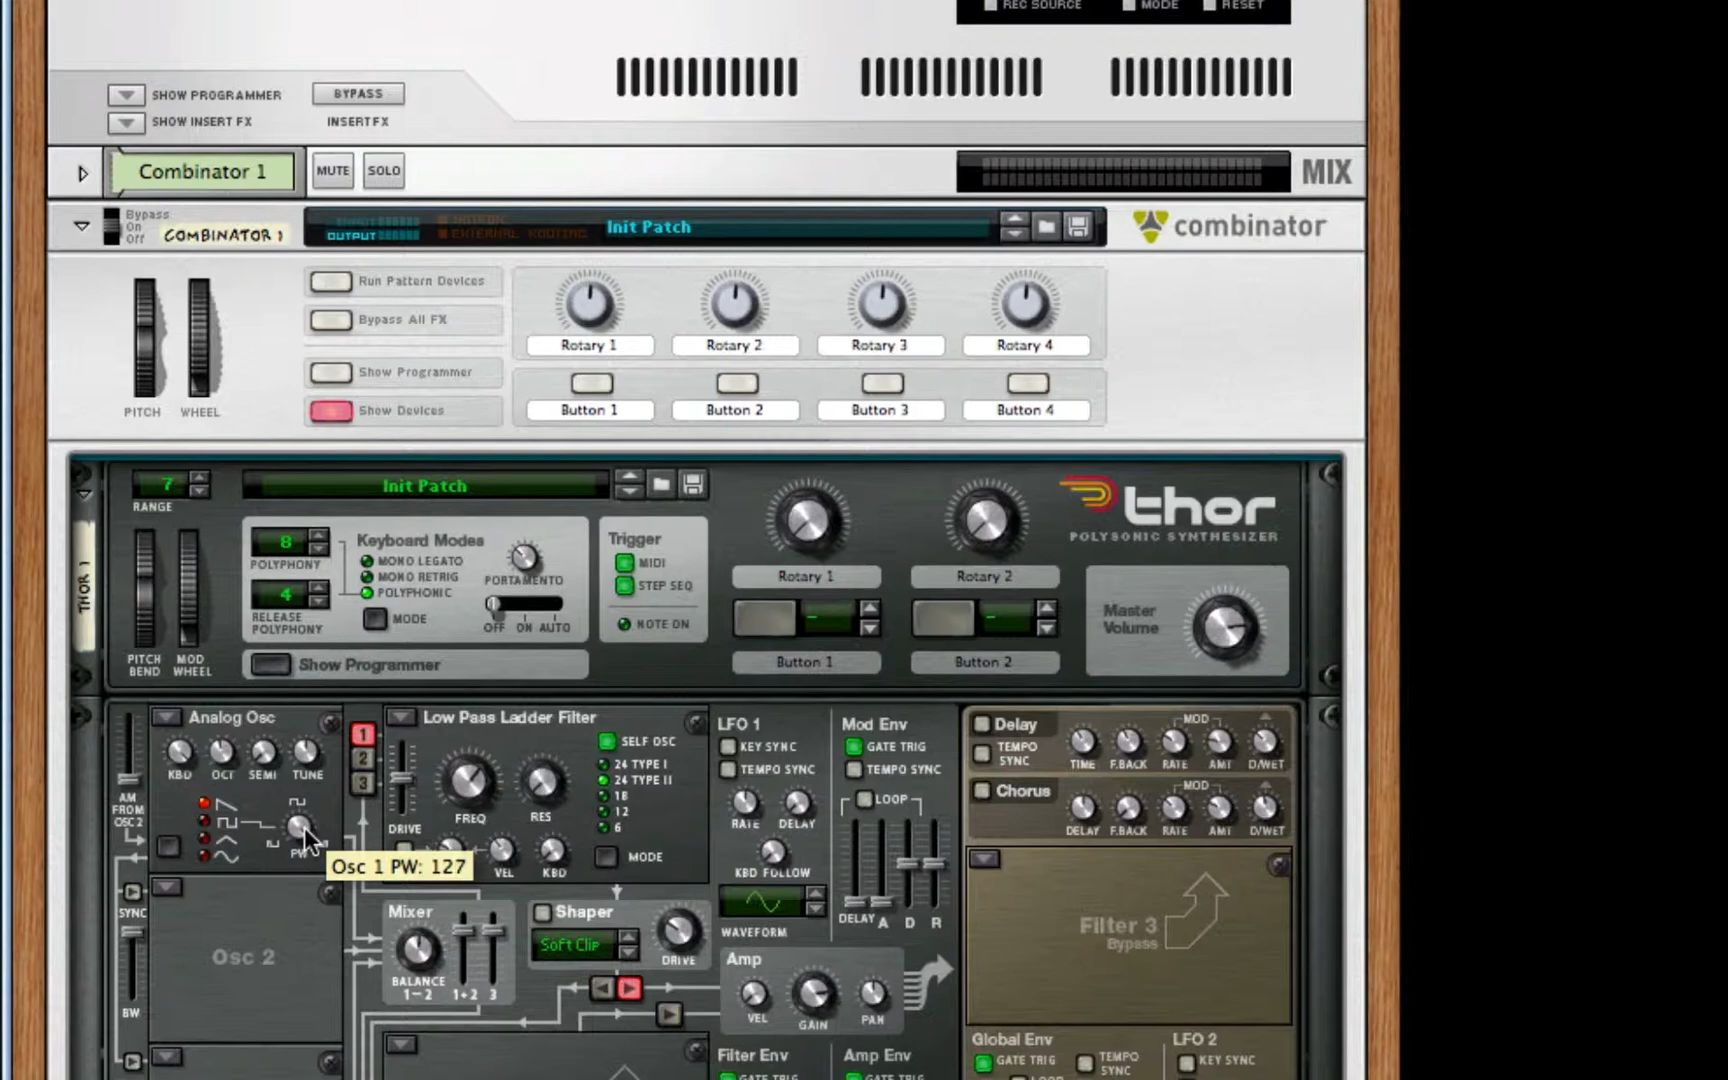 REC SOURCE MODE RESET
SHOW PROGRAMMER BYPASS
SHOW INSERT FX INSERT FX
Combinator 1 MUTE SOLO MIX
Bypass
On
Off
COMBINATOR 1
OUTPUT EXTERNAL ROUTING
Init Patch
combinator
Run Pattern Devices
Bypass All FX
Show Programmer
Show Devices
Rotary 1 Rotary 2 Rotary 3 Rotary 4
Button 1 Button 2 Button 3 Button 4
PITCH WHEEL
7
RANGE
Init Patch
thor
POLYSONIC SYNTHESIZER
THOR 1
8
POLYPHONY
4
RELEASE
POLYPHONY
Keyboard Modes
MONO LEGATO
MONO RETRIG
POLYPHONIC
MODE
PORTAMENTO
OFF ON AUTO
Trigger
MIDI
STEP SEQ
NOTE ON
Rotary 1 Rotary 2
Button 1 Button 2
Master
Volume
PITCH
BEND
MOD
WHEEL
Show Programmer
Analog Osc
KBD OCT SEMI TUNE
AM
FROM
OSC 2
PW
Osc 1 PW: 127
1
2
3
Low Pass Ladder Filter
DRIVE
FREQ RES
SELF OSC
24 TYPE I
24 TYPE II
18
12
6
VEL KBD
MODE
LFO 1
KEY SYNC
TEMPO SYNC
RATE DELAY
KBD FOLLOW
WAVEFORM
Mod Env
GATE TRIG
TEMPO SYNC
LOOP
DELAY A D R
Delay
TEMPO
SYNC
MOD
TIME F.BACK RATE AMT D/WET
Chorus
MOD
DELAY F.BACK RATE AMT D/WET
SYNC
BW
Osc 2
Mixer
BALANCE
1-2 1+2 3
Shaper
Soft Clip
DRIVE
Amp
VEL GAIN PAN
Filter 3
Bypass
Filter Env
GATE TRIG
Amp Env
GATE TRIG
Global Env
GATE TRIG
TEMPO
SYNC
LOOP
LFO 2
KEY SYNC